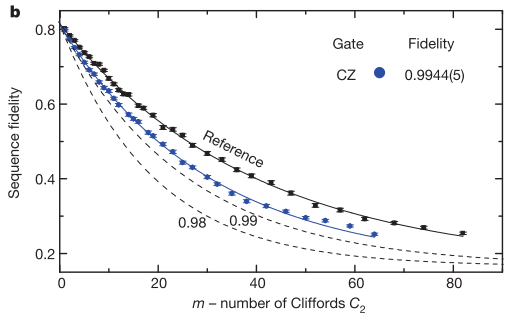 b
Sequence fidelity
0.8
0.6
0.4
0.2
Gate Fidelity
CZ 0.9944(5)
Reference
0.98
0.99
0 20 40 60 80
m – number of Cliffords C₂